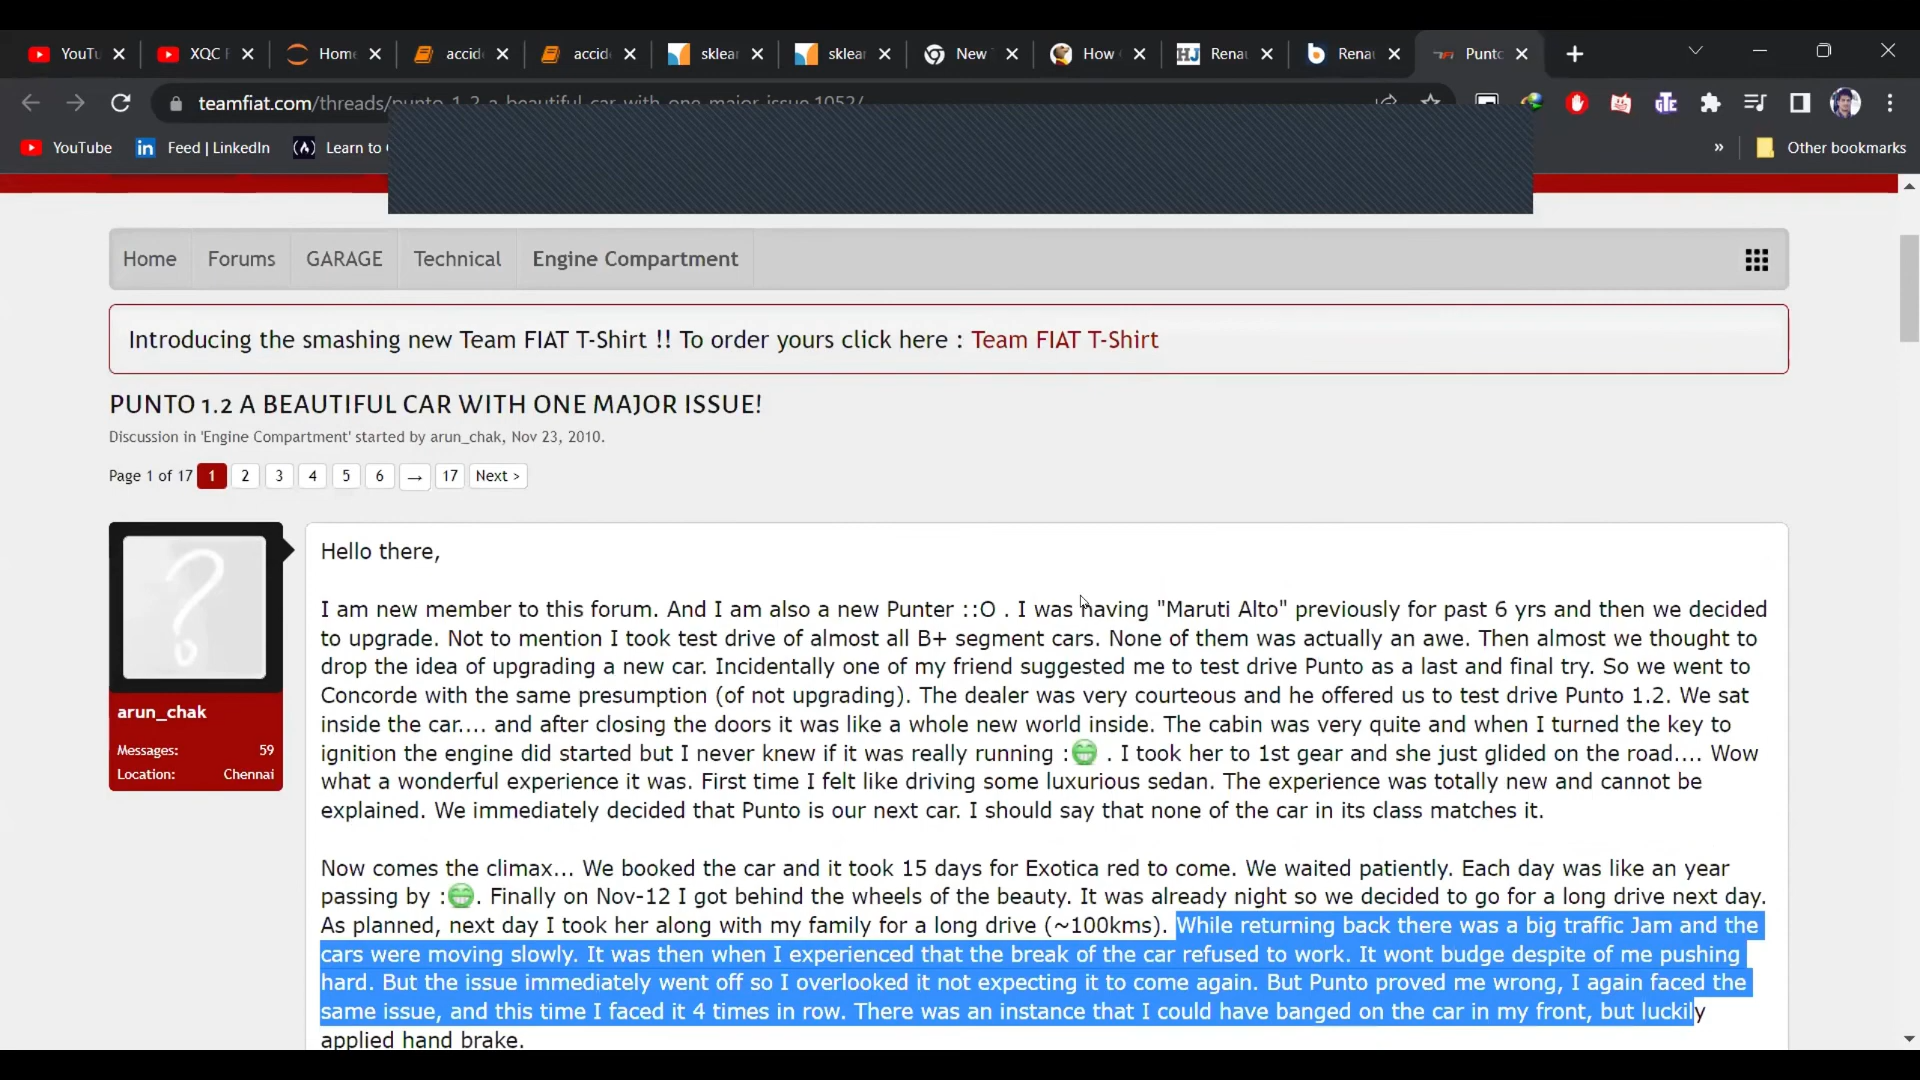 YouTu
XQC F
Home
accid
accid
sklear
sklear
New
How
Renau
Renau
Punto
teamfiat.com/threads/punto_1_2_a_beautiful_car_with_one_major_issue.1052/
YouTube
Feed | LinkedIn
Learn to
» Other bookmarks
Home Forums GARAGE Technical Engine Compartment
Introducing the smashing new Team FIAT T-Shirt !! To order yours click here : Team FIAT T-Shirt
PUNTO 1.2 A BEAUTIFUL CAR WITH ONE MAJOR ISSUE!
Discussion in 'Engine Compartment' started by arun_chak, Nov 23, 2010.
Page 1 of 17 1 2 3 4 5 6 → 17 Next >
arun_chak
Messages: 59
Location: Chennai
Hello there,
I am new member to this forum. And I am also a new Punter ::O . I was having "Maruti Alto" previously for past 6 yrs and then we decided
to upgrade. Not to mention I took test drive of almost all B+ segment cars. None of them was actually an awe. Then almost we thought to
drop the idea of upgrading a new car. Incidentally one of my friend suggested me to test drive Punto as a last and final try. So we went to
Concorde with the same presumption (of not upgrading). The dealer was very courteous and he offered us to test drive Punto 1.2. We sat
inside the car.... and after closing the doors it was like a whole new world inside. The cabin was very quite and when I turned the key to
ignition the engine did started but I never knew if it was really running : . I took her to 1st gear and she just glided on the road.... Wow
what a wonderful experience it was. First time I felt like driving some luxurious sedan. The experience was totally new and cannot be
explained. We immediately decided that Punto is our next car. I should say that none of the car in its class matches it.
Now comes the climax... We booked the car and it took 15 days for Exotica red to come. We waited patiently. Each day was like an year
passing by : . Finally on Nov-12 I got behind the wheels of the beauty. It was already night so we decided to go for a long drive next day.
As planned, next day I took her along with my family for a long drive (~100kms). While returning back there was a big traffic Jam and the
cars were moving slowly. It was then when I experienced that the break of the car refused to work. It wont budge despite of me pushing
hard. But the issue immediately went off so I overlooked it not expecting it to come again. But Punto proved me wrong, I again faced the
same issue, and this time I faced it 4 times in row. There was an instance that I could have banged on the car in my front, but luckily
applied hand brake.